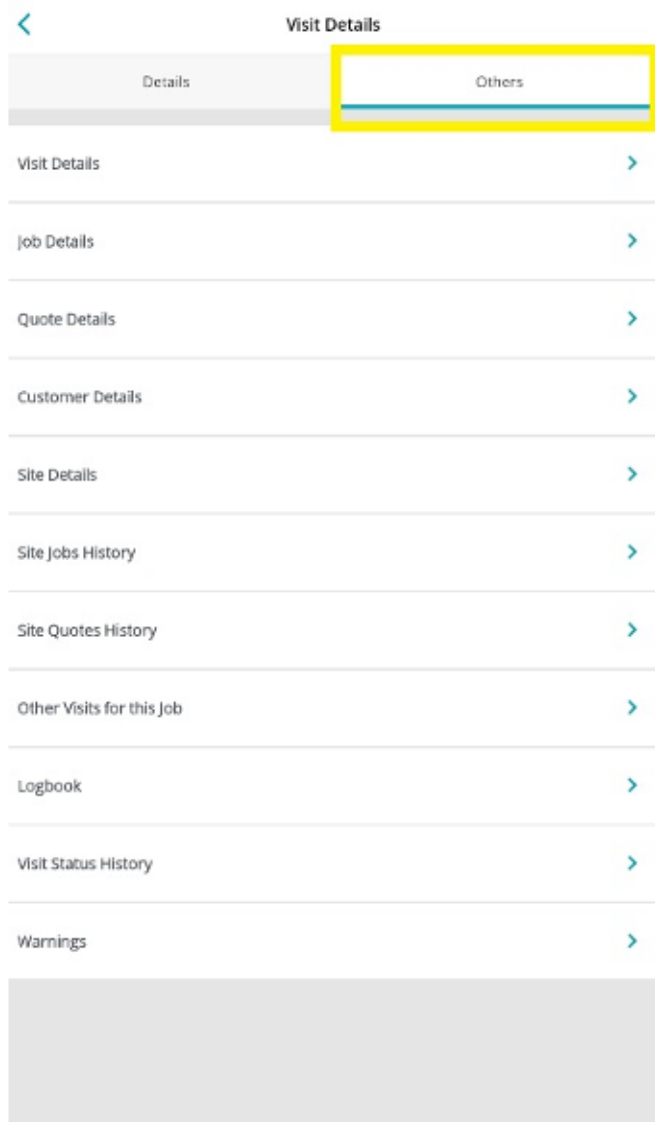 Visit Details
Details
Others
Visit Details
Job Details
Quote Details
Customer Details
Site Details
Site Jobs History
Site Quotes History
Other Visits for this Job
Logbook
Visit Status History
Warnings